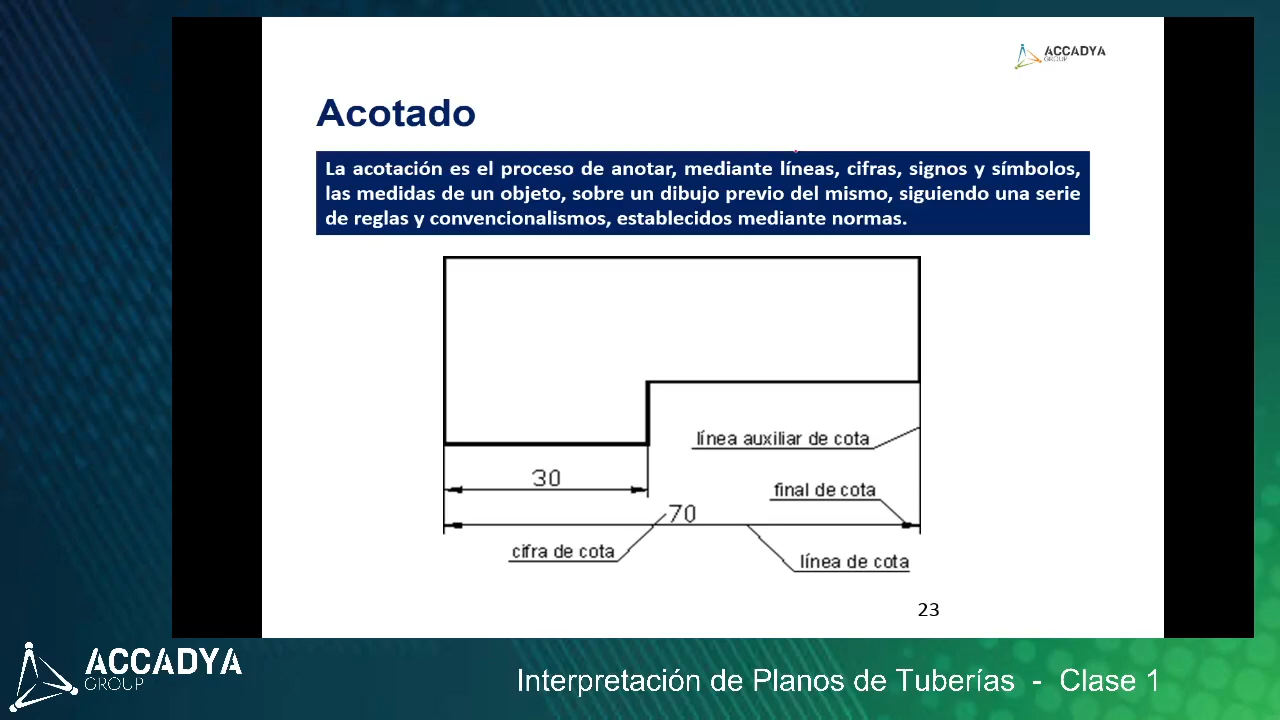 ACCADYA
GROUP
Acotado
La acotación es el proceso de anotar, mediante líneas, cifras, signos y símbolos,
las medidas de un objeto, sobre un dibujo previo del mismo, siguiendo una serie
de reglas y convencionalismos, establecidos mediante normas.
línea auxiliar de cota
30
final de cota
70
cifra de cota
línea de cota
23
ACCADYA
GROUP
Interpretación de Planos de Tuberías - Clase 1